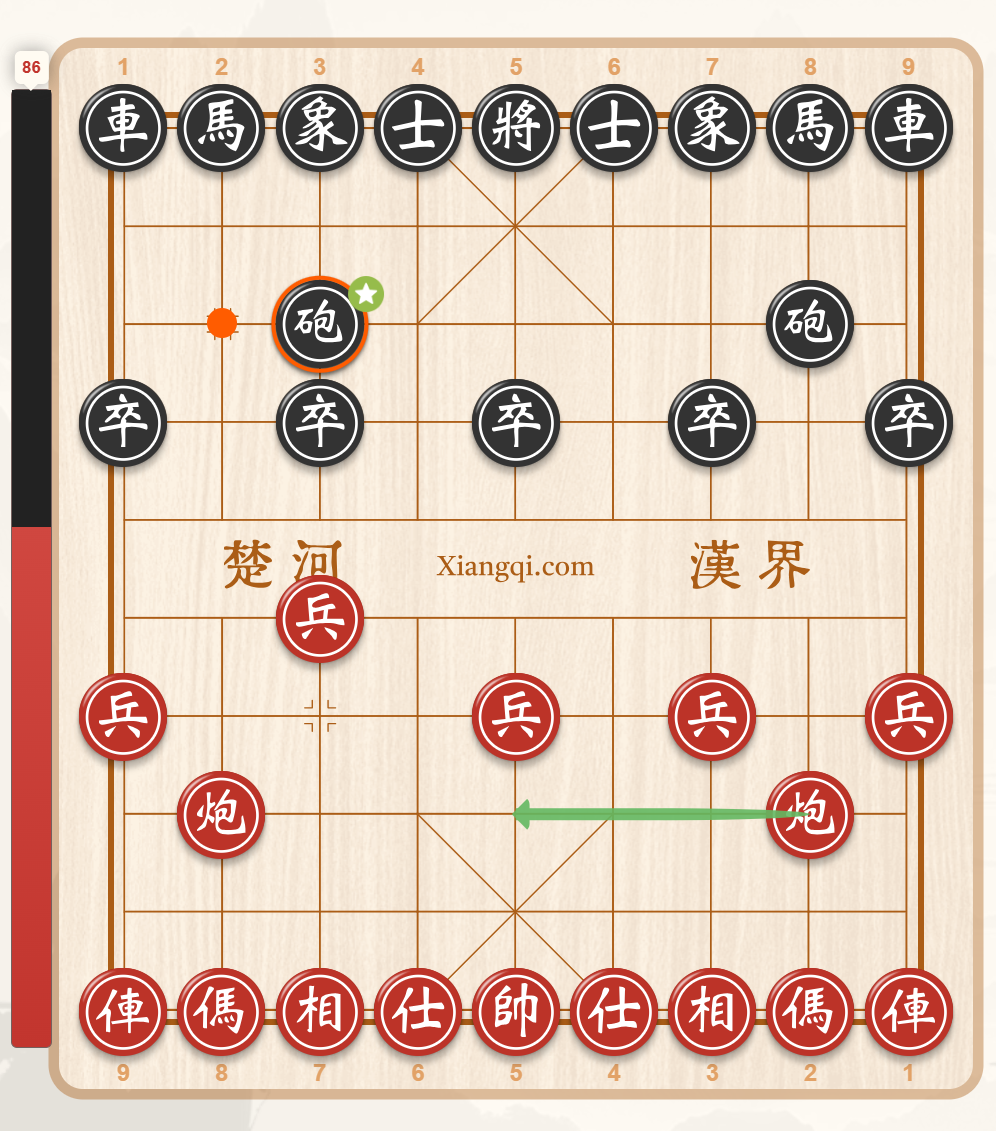 86
1 2 3 4 5 6 7 8 9
車 馬 象 士 將 士 象 馬 車
砲 砲
卒 卒 卒 卒 卒
楚河 Xiangqi.com 漢界
兵
兵 兵 兵 兵
炮 炮
俥 傌 相 仕 帥 仕 相 傌 俥
9 8 7 6 5 4 3 2 1